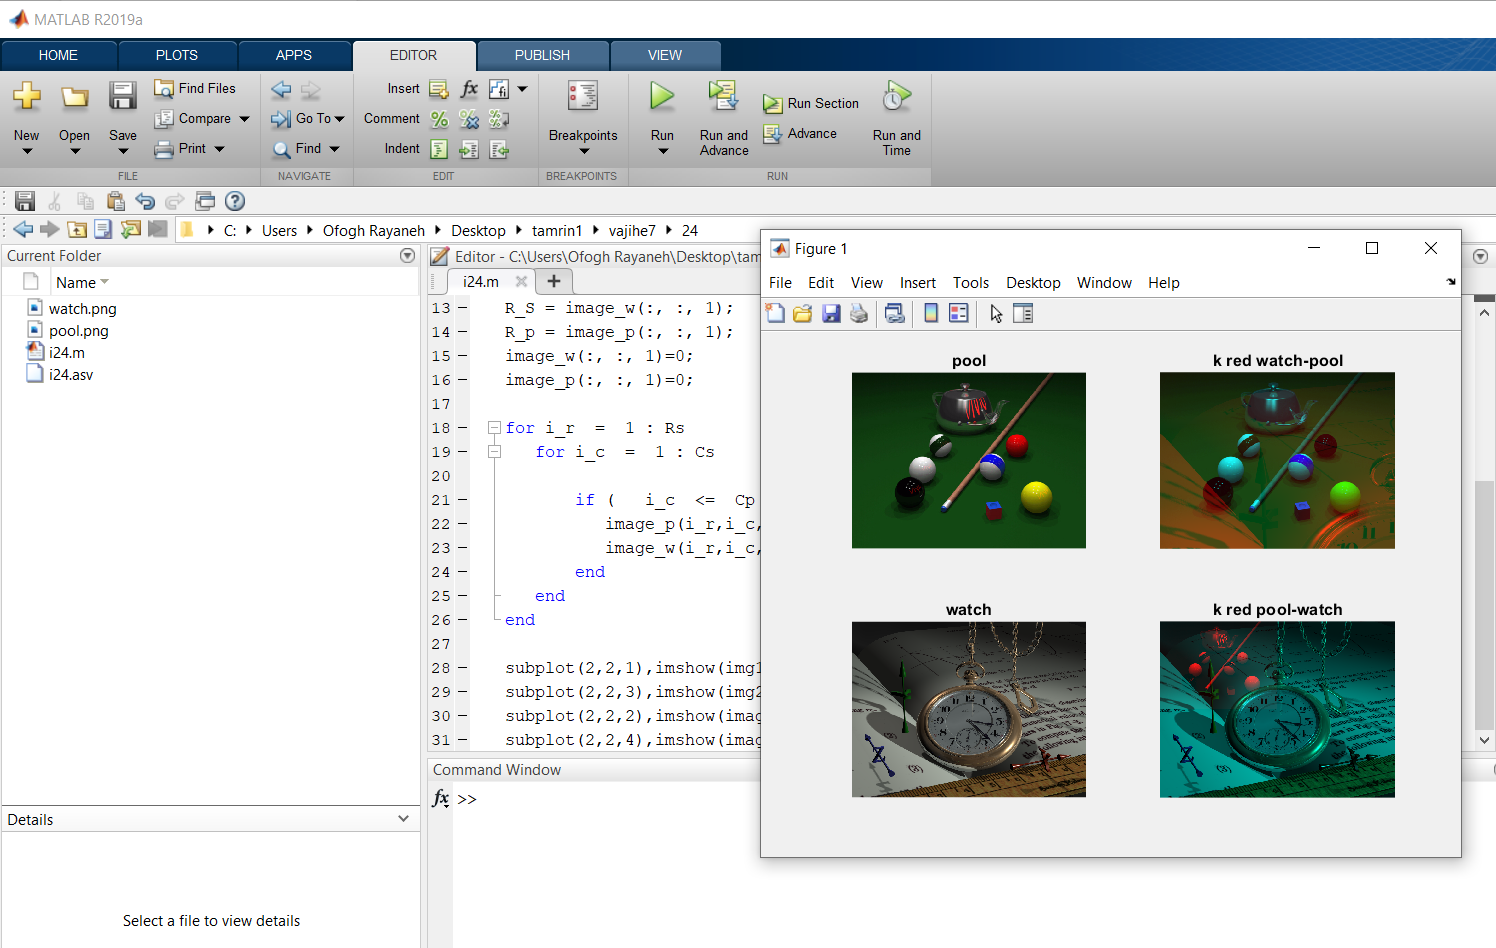 MATLAB R2019a
HOME PLOTS APPS EDITOR PUBLISH VIEW
New
Open
Save
Find Files
Compare
Print
FILE
Go To
Find
NAVIGATE
Insert
Comment
Indent
fx
EDIT
Breakpoints
BREAKPOINTS
Run
Run and
Advance
Run Section
Advance
Run and
Time
RUN
C: Users Ofogh Rayaneh Desktop tamrin1 vajihe7 24
Current Folder
Name
watch.png
pool.png
i24.m
i24.asv
Details
Select a file to view details
Editor - C:\Users\Ofogh Rayaneh\Desktop\tam
i24.m
13 R_S = image_w(:, :, 1);
14 R_p = image_p(:, :, 1);
15 image_w(:, :, 1)=0;
16 image_p(:, :, 1)=0;
17
18 for i_r = 1 : Rs
19 for i_c = 1 : Cs
20
21 if ( i_c <= Cp
22 image_p(i_r,i_c,
23 image_w(i_r,i_c,
24 end
25 end
26 end
27
28 subplot(2,2,1),imshow(img1
29 subplot(2,2,3),imshow(img2
30 subplot(2,2,2),imshow(imag
31 subplot(2,2,4),imshow(imag
Command Window
fx >>
Figure 1
File Edit View Insert Tools Desktop Window Help
pool
k red watch-pool
watch
k red pool-watch